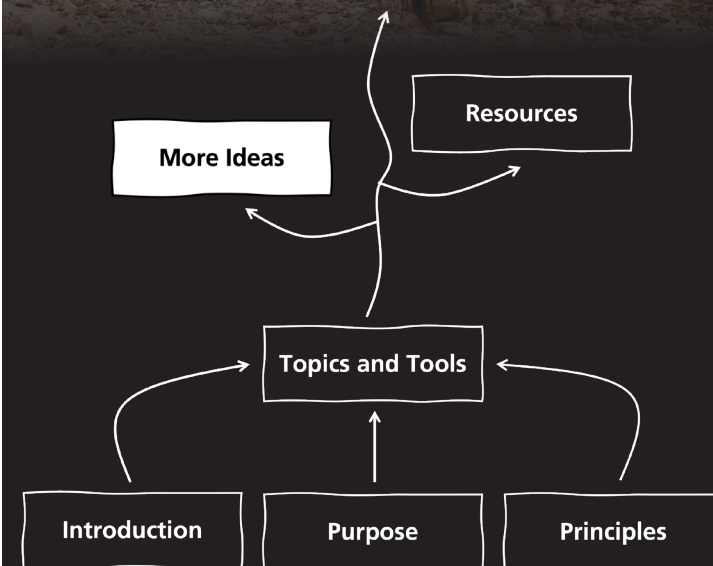 Resources
More Ideas
Topics and Tools
Introduction
Purpose
Principles